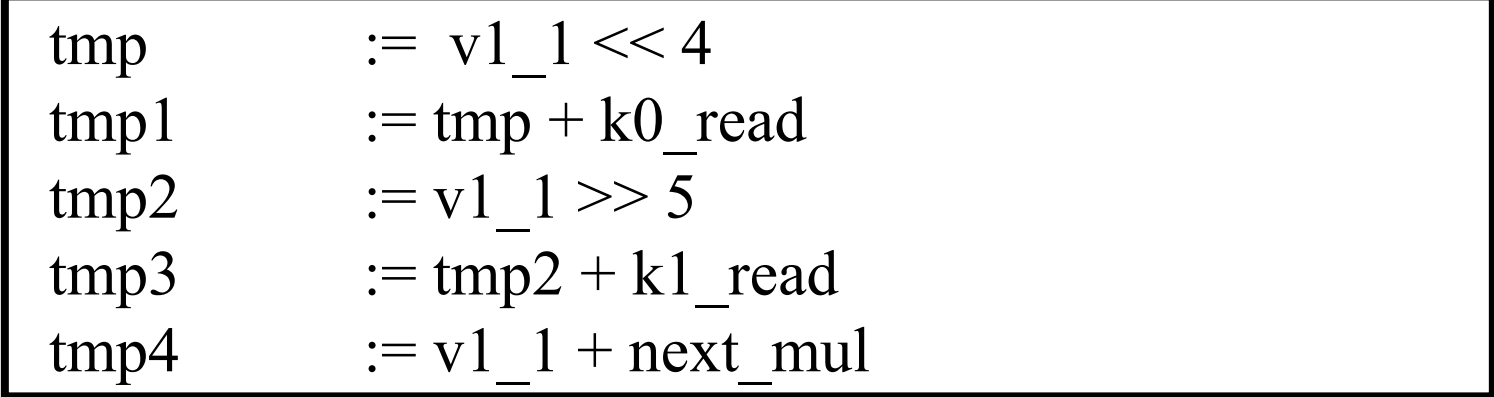 tmp := v1_1 << 4
tmp1 := tmp + k0_read
tmp2 := v1_1 >> 5
tmp3 := tmp2 + k1_read
tmp4 := v1_1 + next_mul